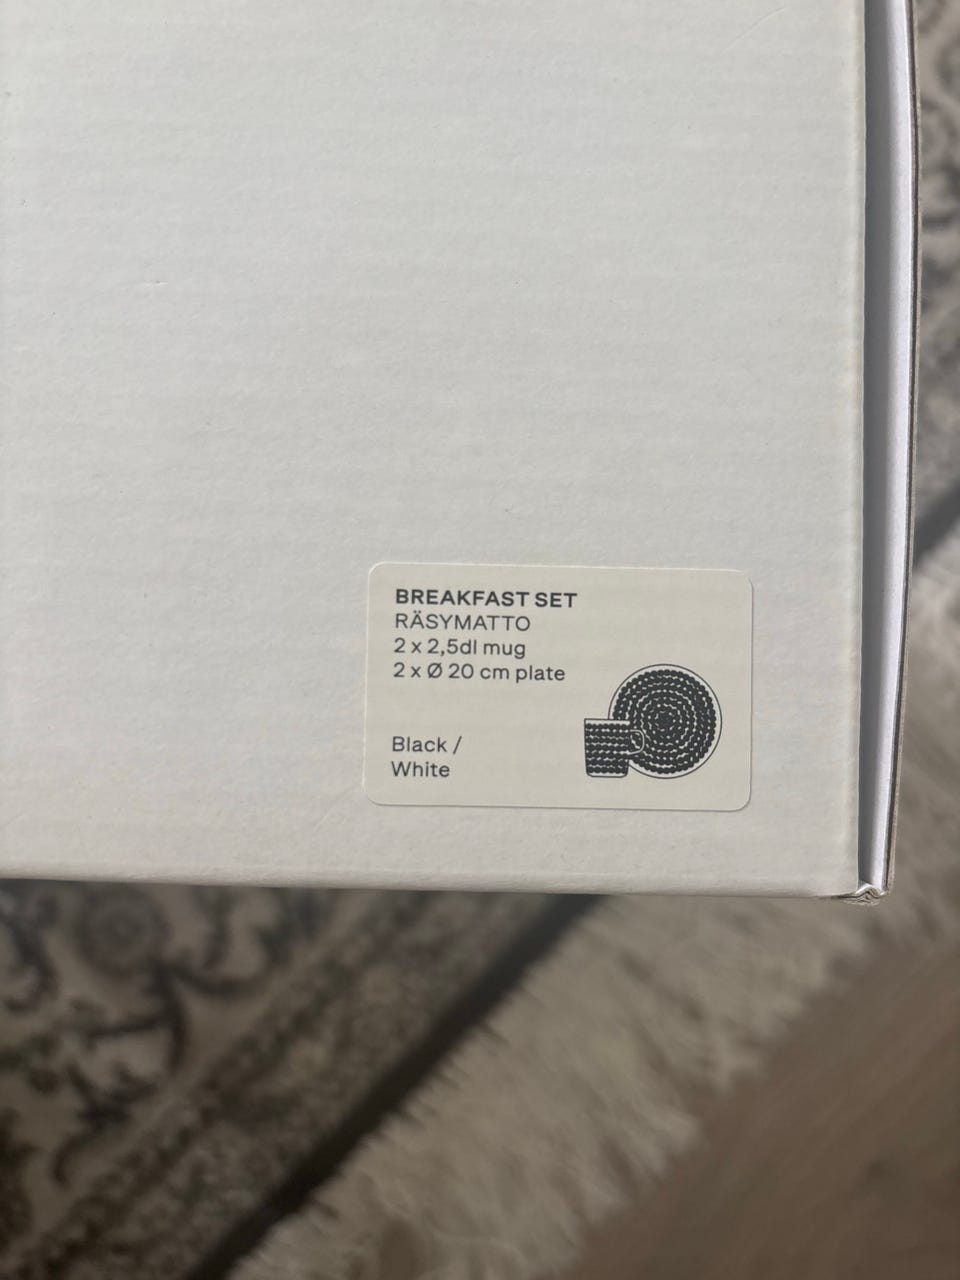 BREAKFAST SET
RÄSYMATTO
2 x 2,5dl mug
2 x Ø 20 cm plate
Black /
White